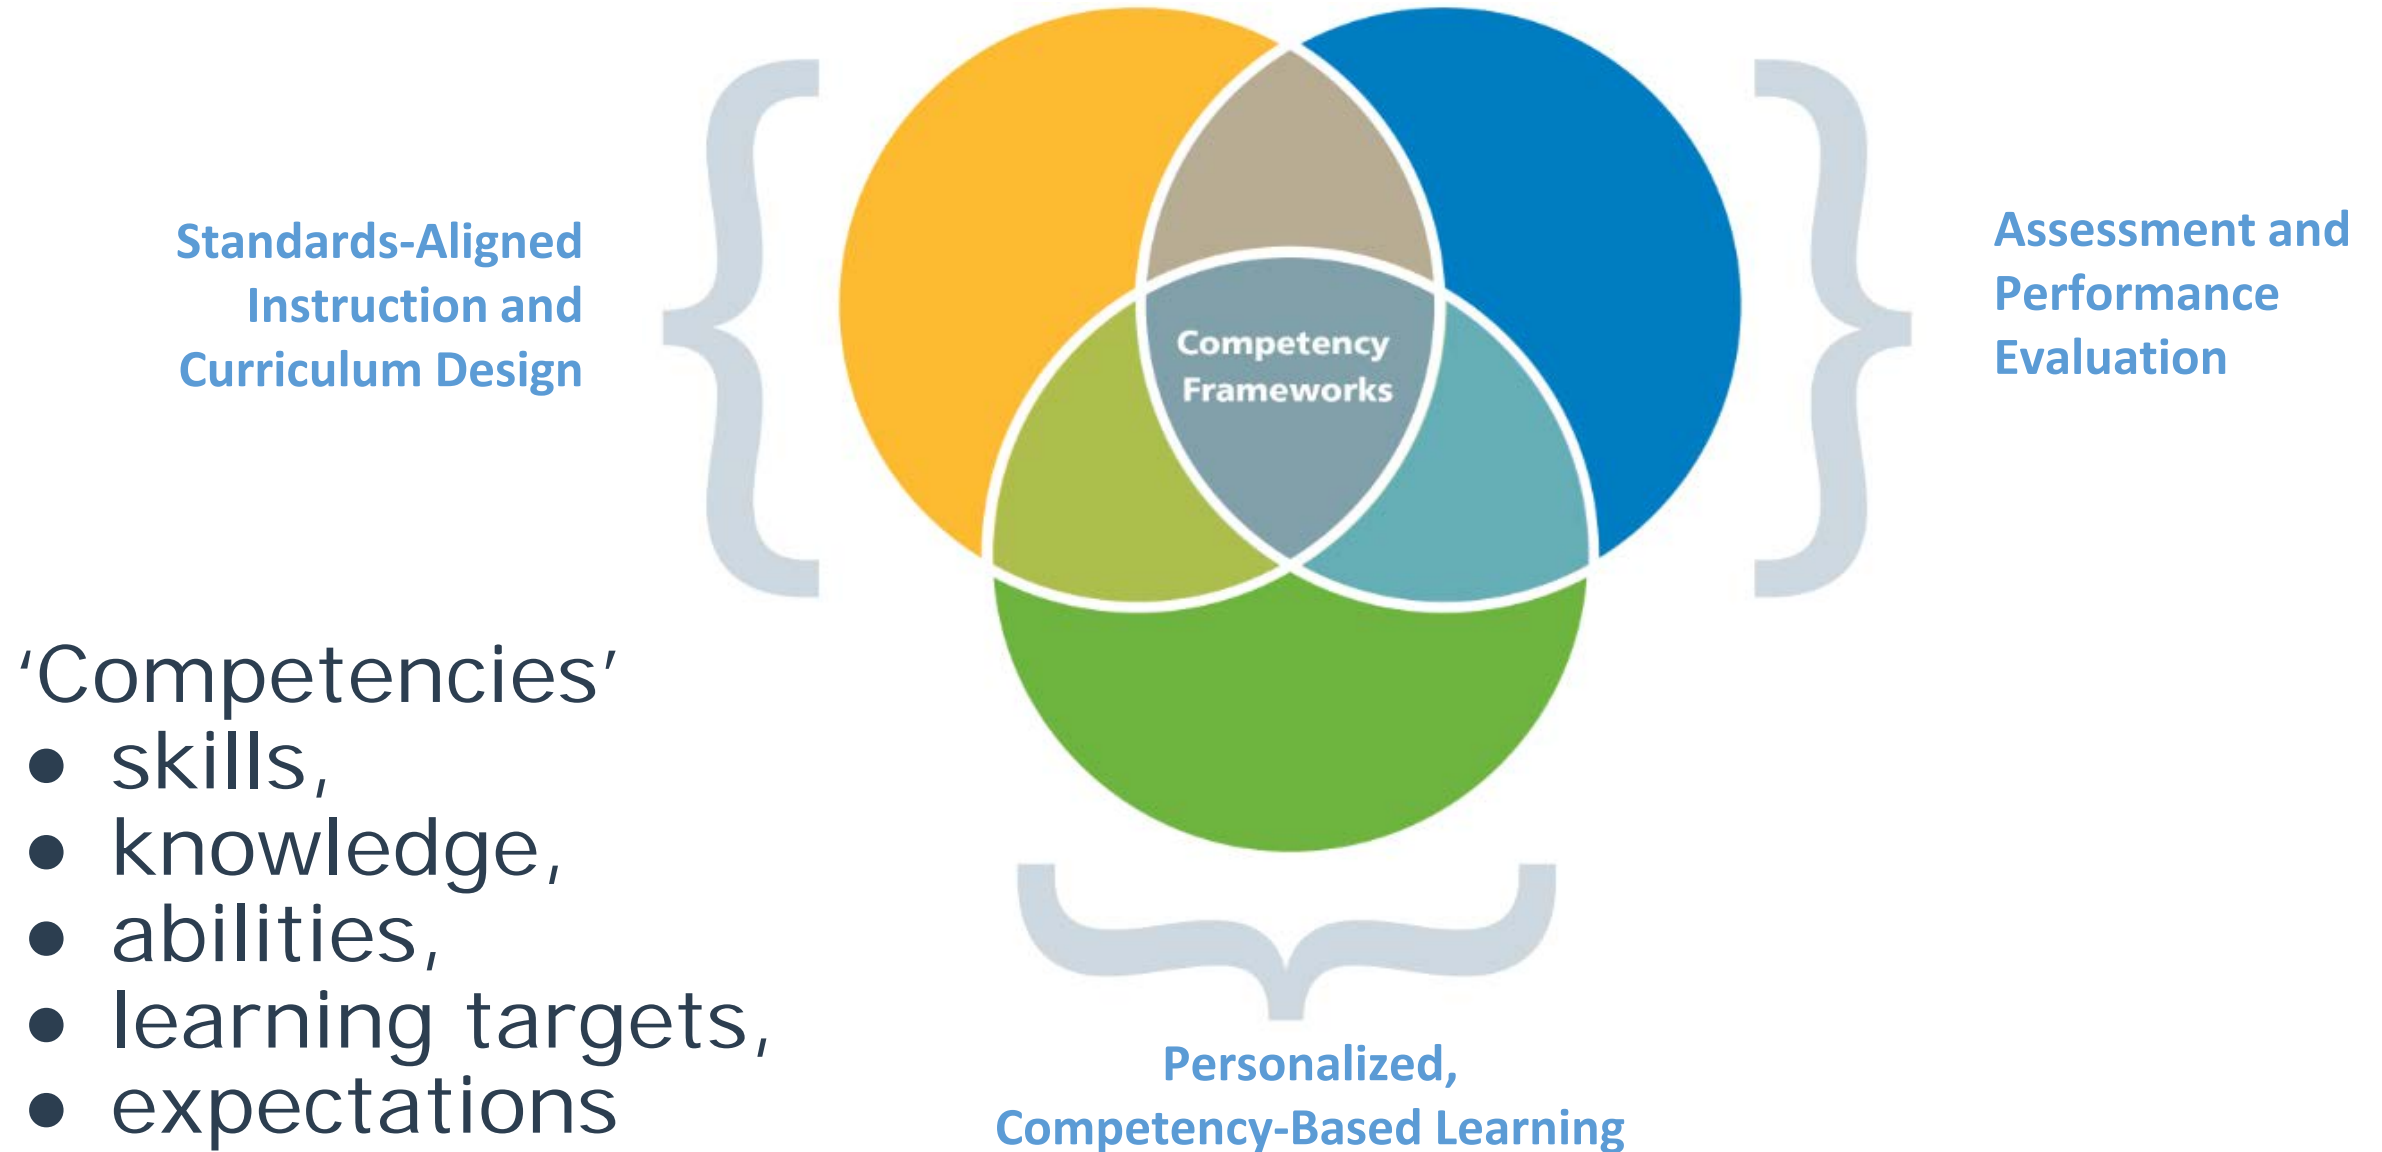 Standards-Aligned
Instruction and
Curriculum Design
Competency
Frameworks
Assessment and
Performance
Evaluation
‘Competencies’
● skills,
● knowledge,
● abilities,
● learning targets,
● expectations
Personalized,
Competency-Based Learning